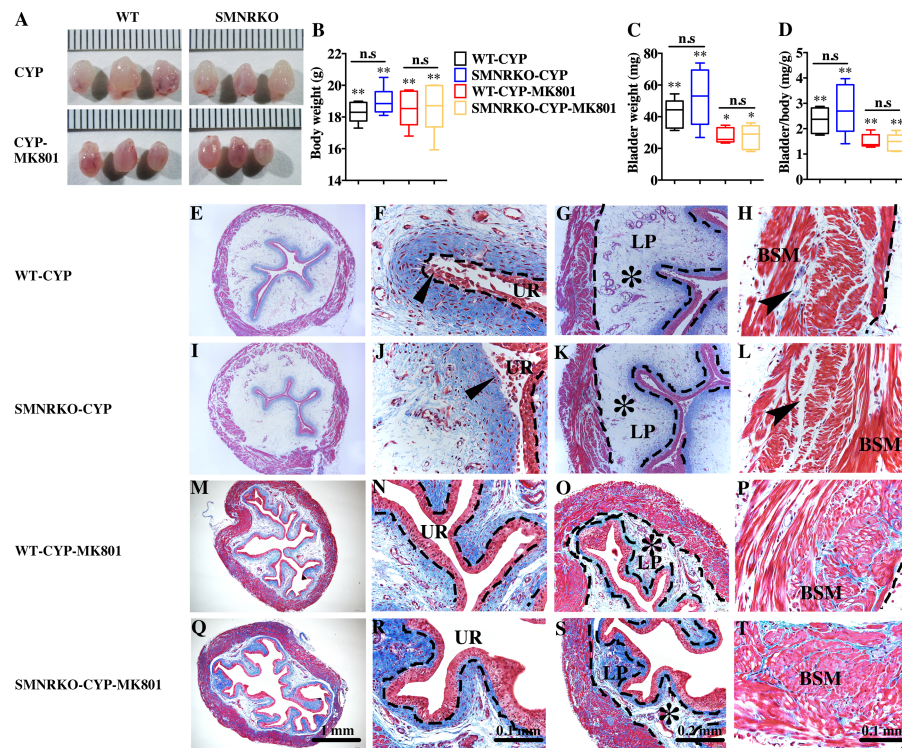 A
WT
SMNRKO
CYP
CYP-
MK801
B
n.s
n.s
Body weight (g)
22
20
18
16
14
**
**
**
**
WT-CYP
SMNRKO-CYP
WT-CYP-MK801
SMNRKO-CYP-MK801
C
n.s
n.s
Bladder weight (mg)
80
60
40
20
0
**
**
*
*
D
n.s
n.s
Bladder/body (mg/g)
5
4
3
2
1
0
**
**
**
**
WT-CYP
E
F
UR
G
LP
*
H
BSM
SMNRKO-CYP
I
J
UR
K
*
LP
L
BSM
WT-CYP-MK801
M
N
UR
O
*
LP
P
BSM
SMNRKO-CYP-MK801
Q
1 mm
R
UR
0.1 mm
S
LP
*
0.2 mm
T
BSM
0.1 mm